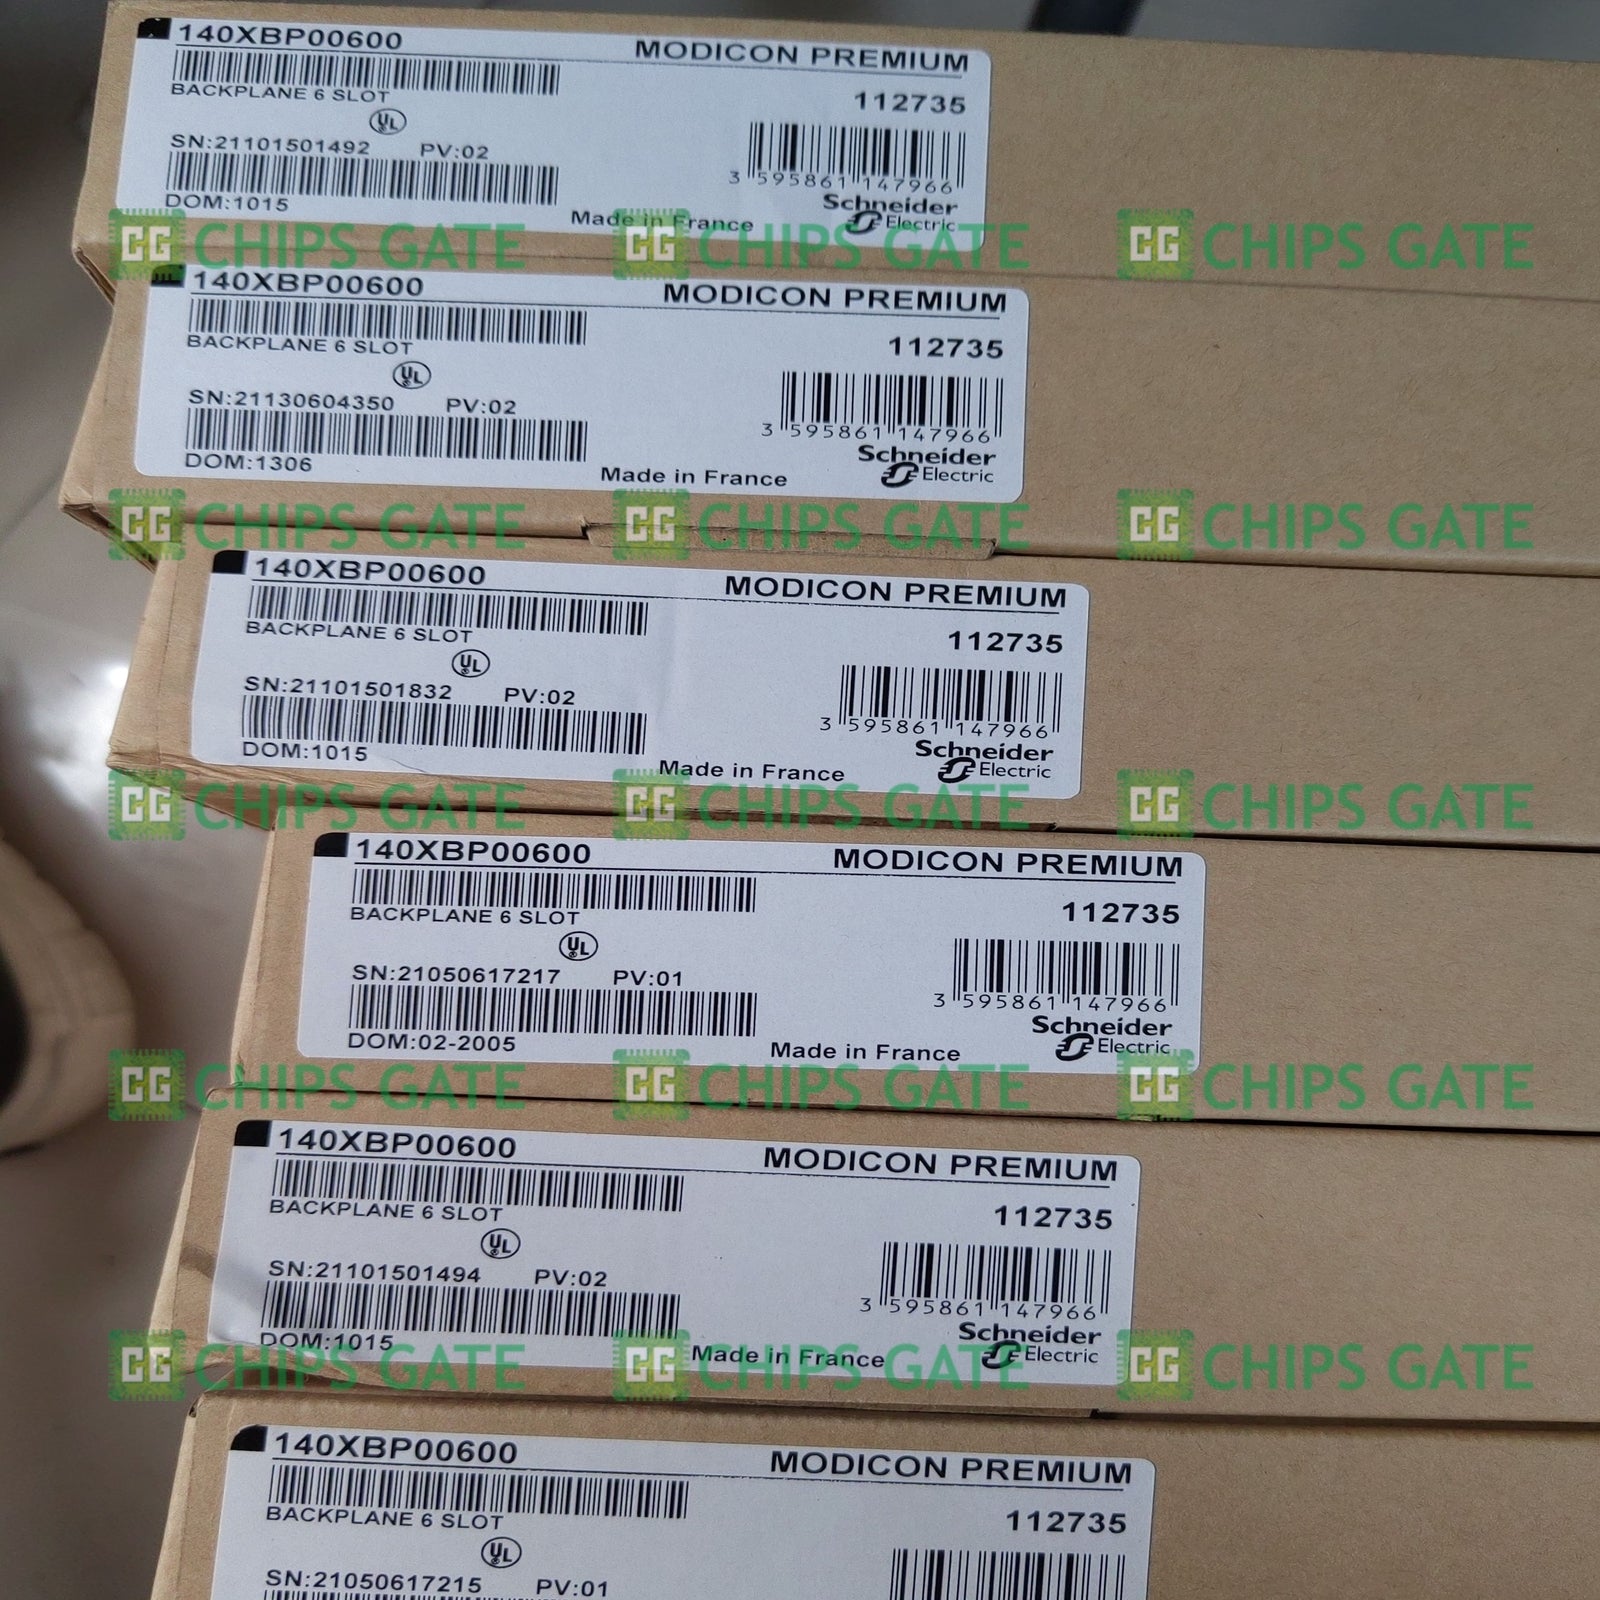 140XBP00600
MODICON PREMIUM
BACKPLANE 6 SLOT
112735
UL
SN:21101501492 PV:02
3 595861 147966
DOM:1015
Made in France
Schneider
Electric
CG CHIPS GATE CG CHIPS GATE CG CHIPS GATE
140XBP00600
MODICON PREMIUM
BACKPLANE 6 SLOT
112735
UL
SN:21130604350 PV:02
3 595861 147966
DOM:1306
Made in France
Schneider
Electric
CG CHIPS GATE CG CHIPS GATE CG CHIPS GATE
140XBP00600
MODICON PREMIUM
BACKPLANE 6 SLOT
112735
UL
SN:21101501832 PV:02
3 595861 147966
DOM:1015
Made in France
Schneider
Electric
CG CHIPS GATE CG CHIPS GATE CG CHIPS GATE
140XBP00600
MODICON PREMIUM
BACKPLANE 6 SLOT
112735
UL
SN:21050617217 PV:01
3 595861 147966
DOM:02-2005
Made in France
Schneider
Electric
CG CHIPS GATE CG CHIPS GATE CG CHIPS GATE
140XBP00600
MODICON PREMIUM
BACKPLANE 6 SLOT
112735
UL
SN:21101501494 PV:02
3 595861 147966
DOM:1015
Made in France
Schneider
Electric
CG CHIPS GATE CG CHIPS GATE CG CHIPS GATE
140XBP00600
MODICON PREMIUM
BACKPLANE 6 SLOT
112735
UL
SN:21050617215 PV:01